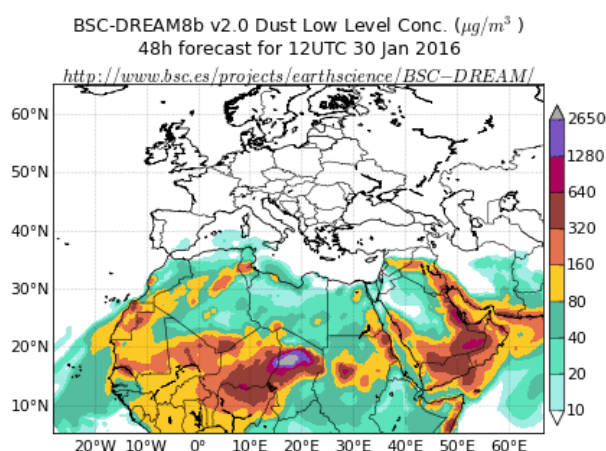 BSC-DREAM8b v2.0 Dust Low Level Conc. (μg/m³ )
48h forecast for 12UTC 30 Jan 2016
http://www.bsc.es/projects/earthscience/BSC−DREAM/
60°N
50°N
40°N
30°N
20°N
10°N
20°W 10°W 0° 10°E 20°E 30°E 40°E 50°E 60°E
2650
1280
640
320
160
80
40
20
10